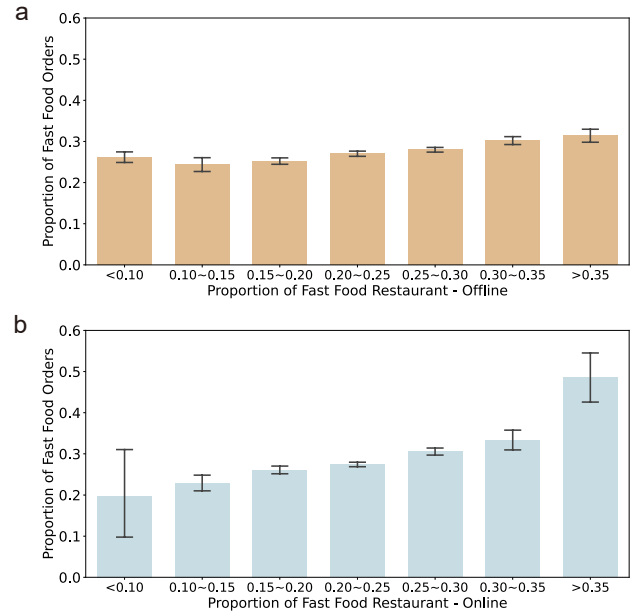 a
Proportion of Fast Food Orders
0.6
0.5
0.4
0.3
0.2
0.1
0.0
<0.10 0.10~0.15 0.15~0.20 0.20~0.25 0.25~0.30 0.30~0.35 >0.35
Proportion of Fast Food Restaurant - Offline
b
Proportion of Fast Food Orders
0.6
0.5
0.4
0.3
0.2
0.1
0.0
<0.10 0.10~0.15 0.15~0.20 0.20~0.25 0.25~0.30 0.30~0.35 >0.35
Proportion of Fast Food Restaurant - Online